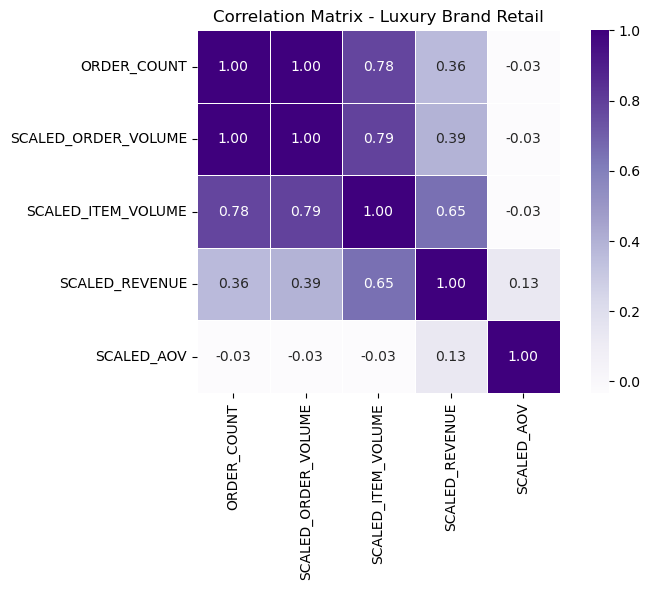 Correlation Matrix - Luxury Brand Retail
ORDER_COUNT 1.00 1.00 0.78 0.36 -0.03
SCALED_ORDER_VOLUME 1.00 1.00 0.79 0.39 -0.03
SCALED_ITEM_VOLUME 0.78 0.79 1.00 0.65 -0.03
SCALED_REVENUE 0.36 0.39 0.65 1.00 0.13
SCALED_AOV -0.03 -0.03 -0.03 0.13 1.00
ORDER_COUNT
SCALED_ORDER_VOLUME
SCALED_ITEM_VOLUME
SCALED_REVENUE
SCALED_AOV
1.0
0.8
0.6
0.4
0.2
0.0